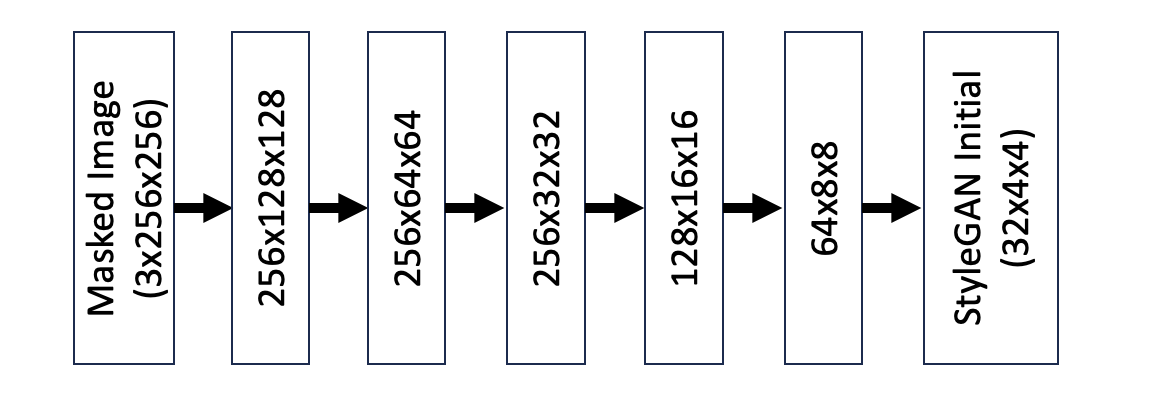 Masked Image
(3x256x256)
256x128x128
256x64x64
256x32x32
128x16x16
64x8x8
StyleGAN Initial
(32x4x4)